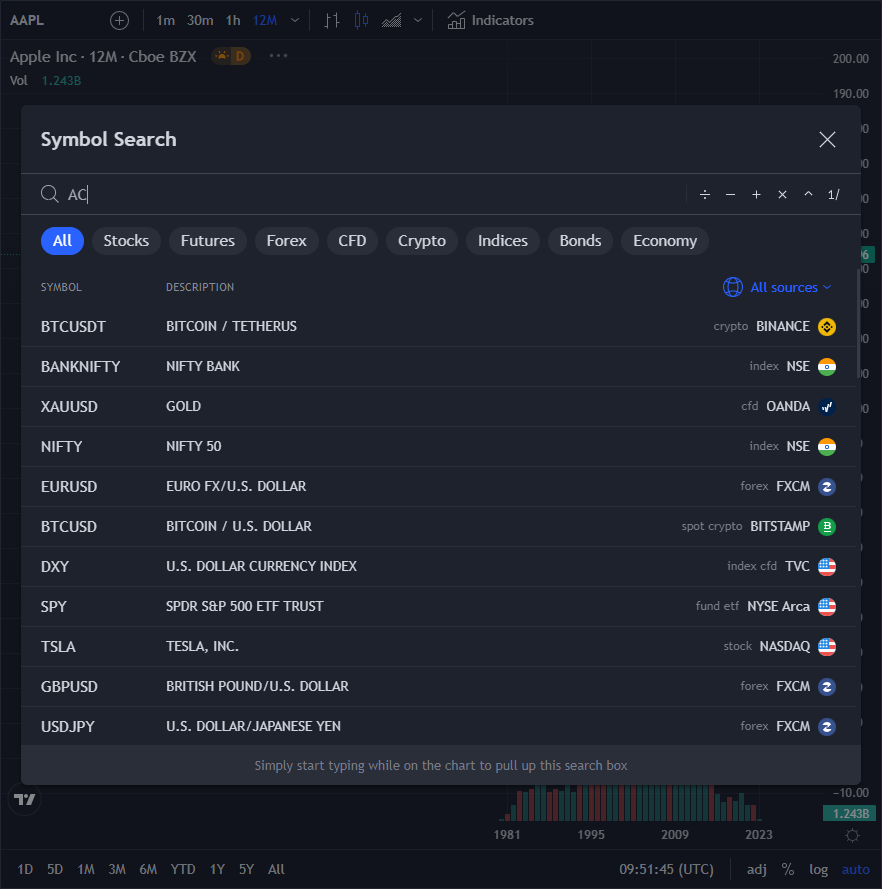 AAPL 1m 30m 1h 12M Indicators
Apple Inc · 12M · Cboe BZX D ···
Vol 1.243B
200.00
190.00
Symbol Search
AC ÷ − + × ^ 1/
All Stocks Futures Forex CFD Crypto Indices Bonds Economy
SYMBOL DESCRIPTION All sources
BTCUSDT BITCOIN / TETHERUS crypto BINANCE
BANKNIFTY NIFTY BANK index NSE
XAUUSD GOLD cfd OANDA
NIFTY NIFTY 50 index NSE
EURUSD EURO FX/U.S. DOLLAR forex FXCM
BTCUSD BITCOIN / U.S. DOLLAR spot crypto BITSTAMP
DXY U.S. DOLLAR CURRENCY INDEX index cfd TVC
SPY SPDR S&P 500 ETF TRUST fund etf NYSE Arca
TSLA TESLA, INC. stock NASDAQ
GBPUSD BRITISH POUND/U.S. DOLLAR forex FXCM
USDJPY U.S. DOLLAR/JAPANESE YEN forex FXCM
Simply start typing while on the chart to pull up this search box
−10.00
1.243B
1981 1995 2009 2023
1D 5D 1M 3M 6M YTD 1Y 5Y All 09:51:45 (UTC) adj % log auto